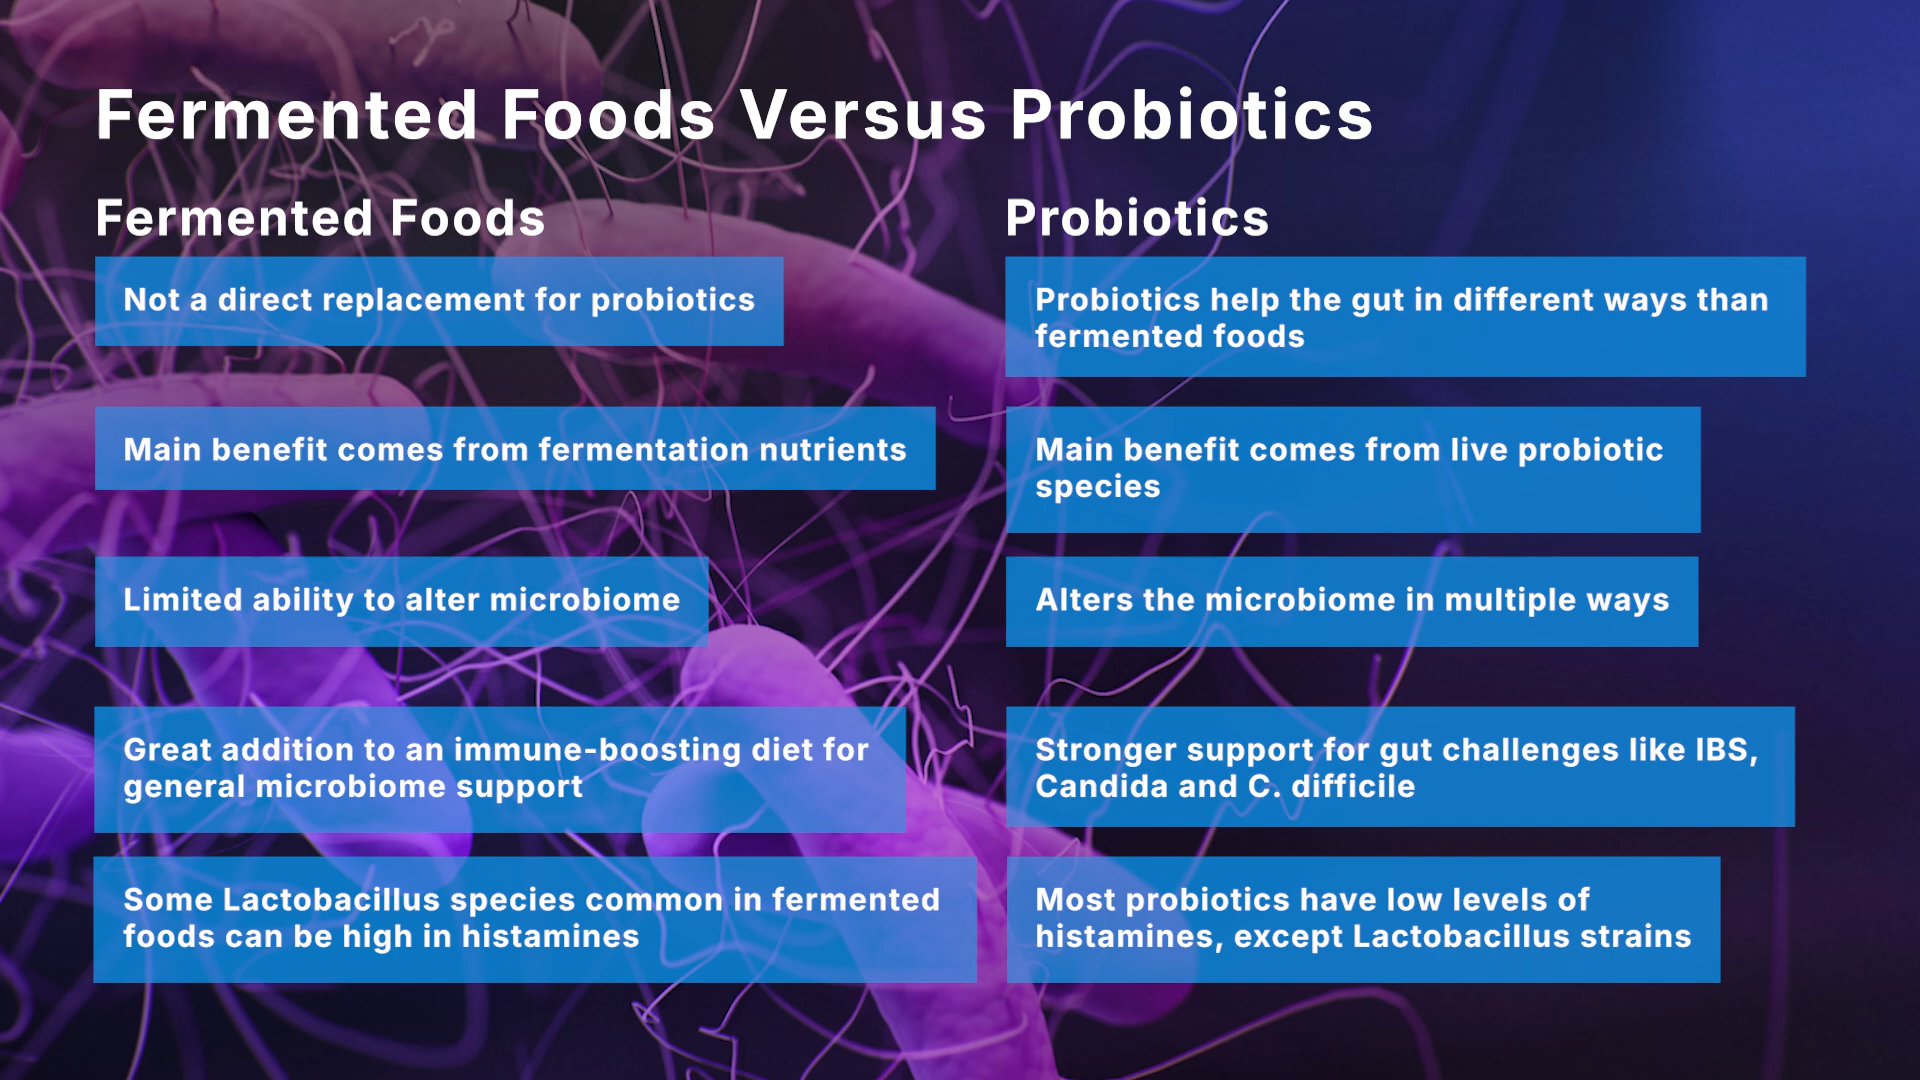 Fermented Foods Versus Probiotics
Fermented Foods
Not a direct replacement for probiotics
Main benefit comes from fermentation nutrients
Limited ability to alter microbiome
Great addition to an immune-boosting diet for
general microbiome support
Some Lactobacillus species common in fermented
foods can be high in histamines
Probiotics
Probiotics help the gut in different ways than
fermented foods
Main benefit comes from live probiotic
species
Alters the microbiome in multiple ways
Stronger support for gut challenges like IBS,
Candida and C. difficile
Most probiotics have low levels of
histamines, except Lactobacillus strains